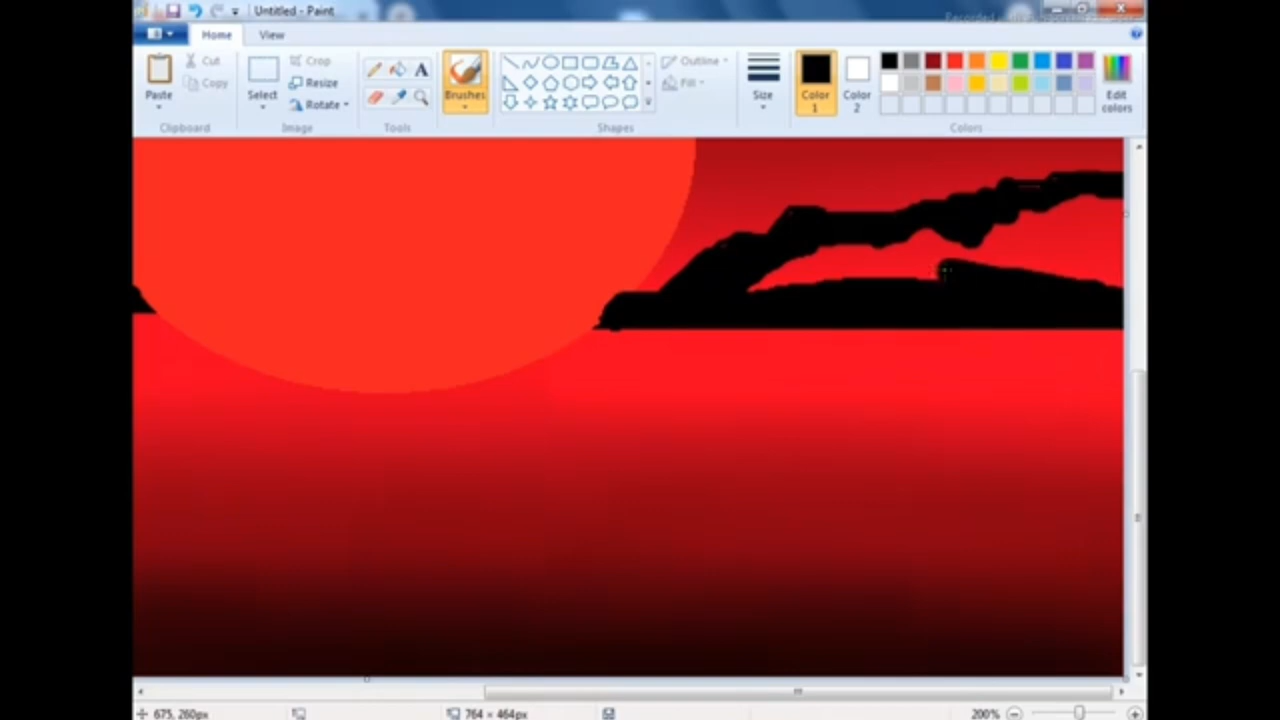 Untitled - Paint
Home View
Paste Cut Copy
Select Crop Resize Rotate
A
Brushes
Outline
Fill
Size
Color 1
Color 2
Edit colors
Clipboard Image Tools Shapes Colors
675, 260px 764 × 464px 200%